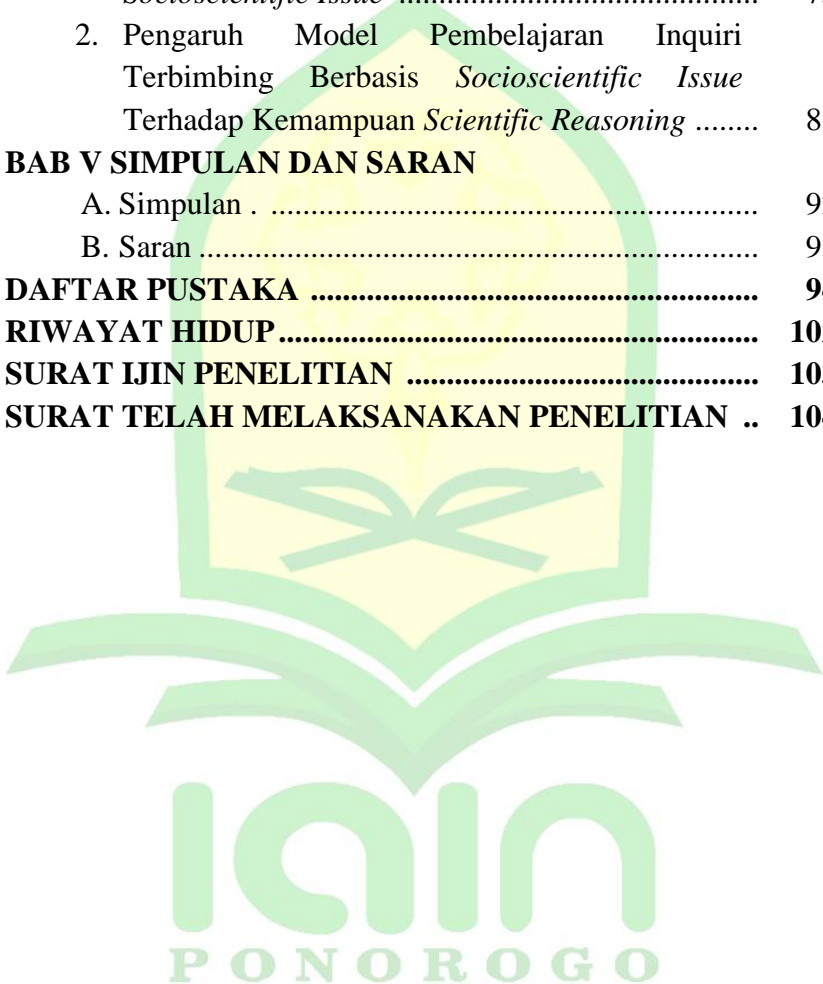 Socioscientific Issue ............................................
2. Pengaruh Model Pembelajaran Inquiri
Terbimbing Berbasis Socioscientific Issue
Terhadap Kemampuan Scientific Reasoning ........ 8
BAB V SIMPULAN DAN SARAN
A. Simpulan . ............................................................ 9
B. Saran ..................................................................... 9
DAFTAR PUSTAKA ....................................................... 9
RIWAYAT HIDUP ........................................................... 10
SURAT IJIN PENELITIAN ........................................... 10
SURAT TELAH MELAKSANAKAN PENELITIAN .. 10
iain
PONOROGO